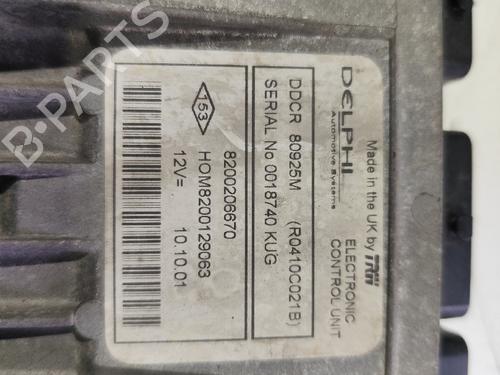 Made in the UK by TRW
DELPHI
Automotive Systems
ELECTRONIC
CONTROL UNIT
DDCR 80925M (R0410C021B)
SERIAL No 0018740 KUG
153
8200206670
HOM8200129063
12V= 10.10.01
B-PARTS